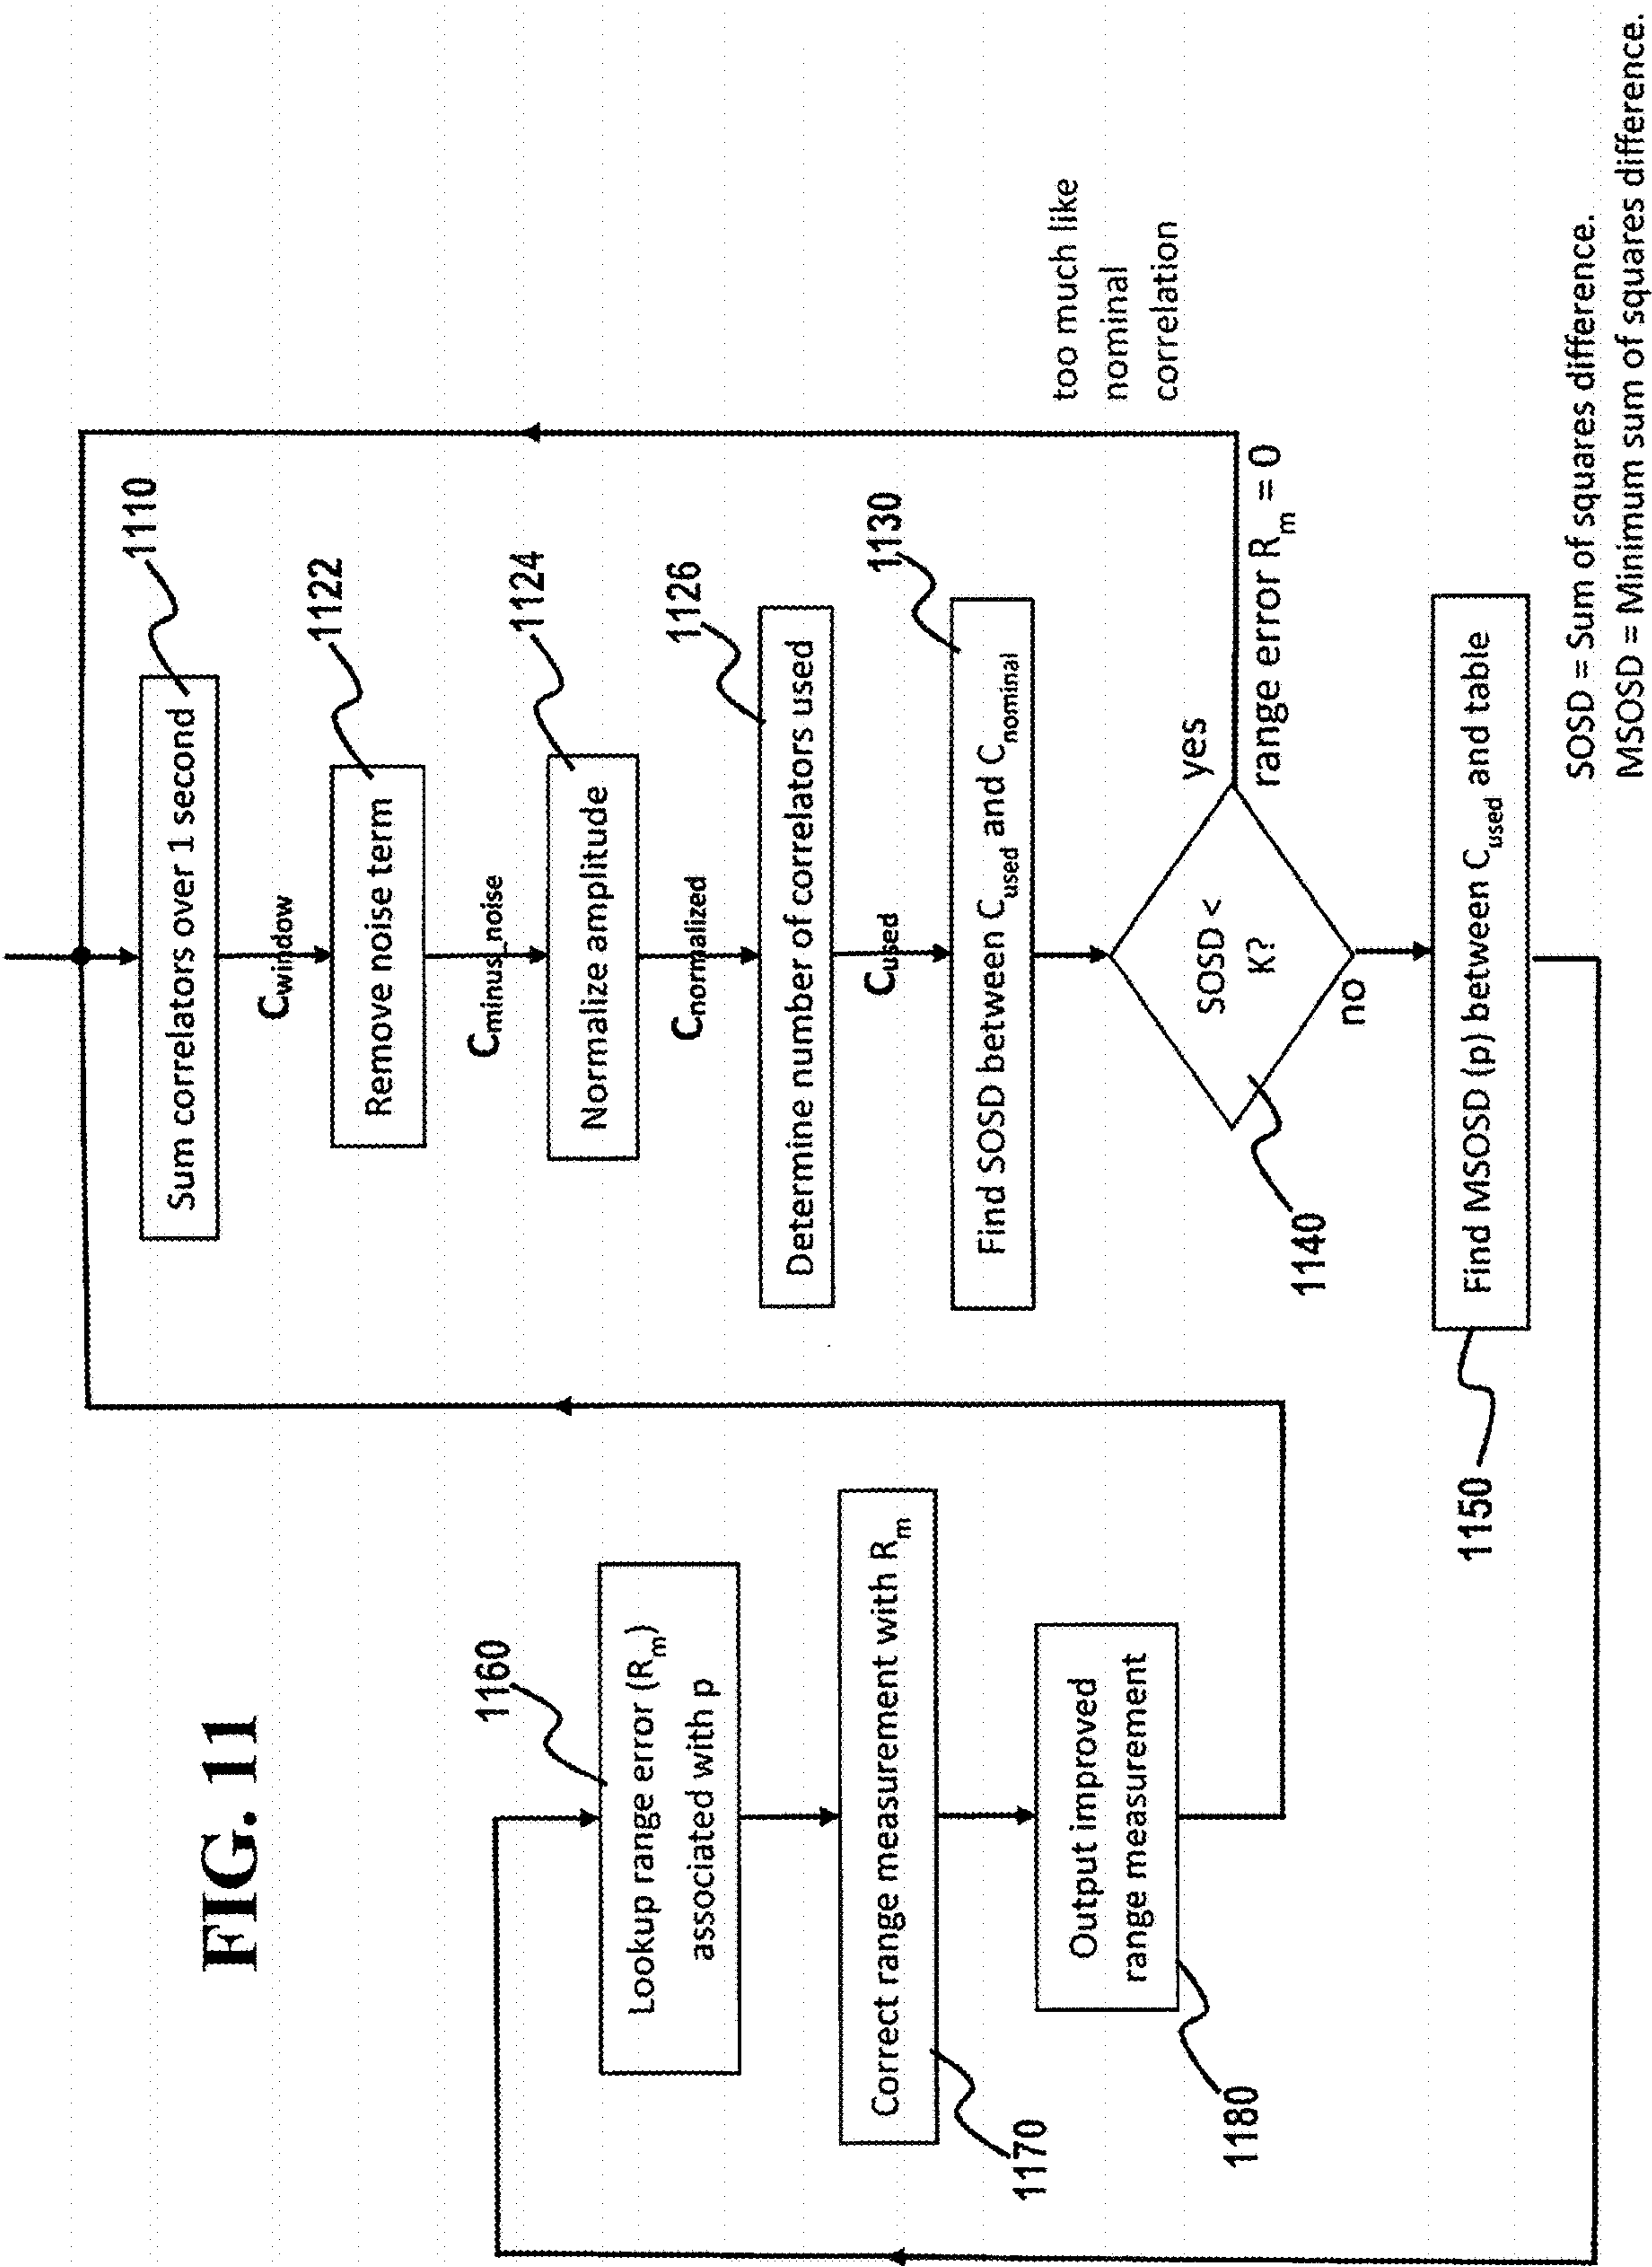 FIG. 11
Sum correlators over 1 second
1110
Cwindow
Remove noise term
1122
Cminus_noise
Normalize amplitude
1124
Cnormalized
Determine number of correlators used
1126
Cused
Find SOSD between Cused and Cnominal
1130
SOSD <
K?
1140
yes
range error Rm = 0
too much like
nominal
correlation
no
Find MSOSD (p) between Cused and table
1150
Lookup range error (Rm)
associated with p
1160
Correct range measurement with Rm
1170
Output improved
range measurement
1180
SOSD = Sum of squares difference.
MSOSD = Minimum sum of squares difference.